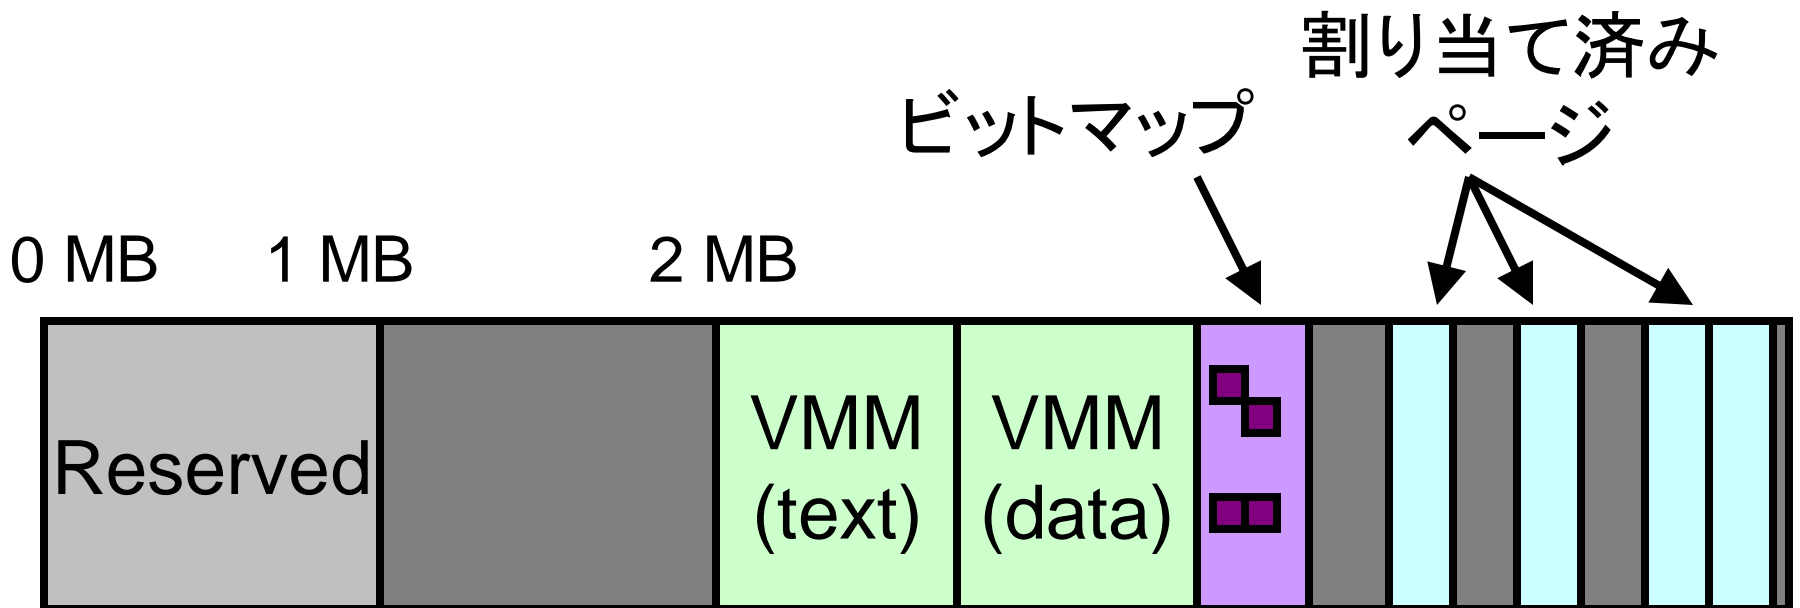 割り当て済み
ページ
ビットマップ
0 MB
1 MB
2 MB
Reserved
VMM
(text)
VMM
(data)